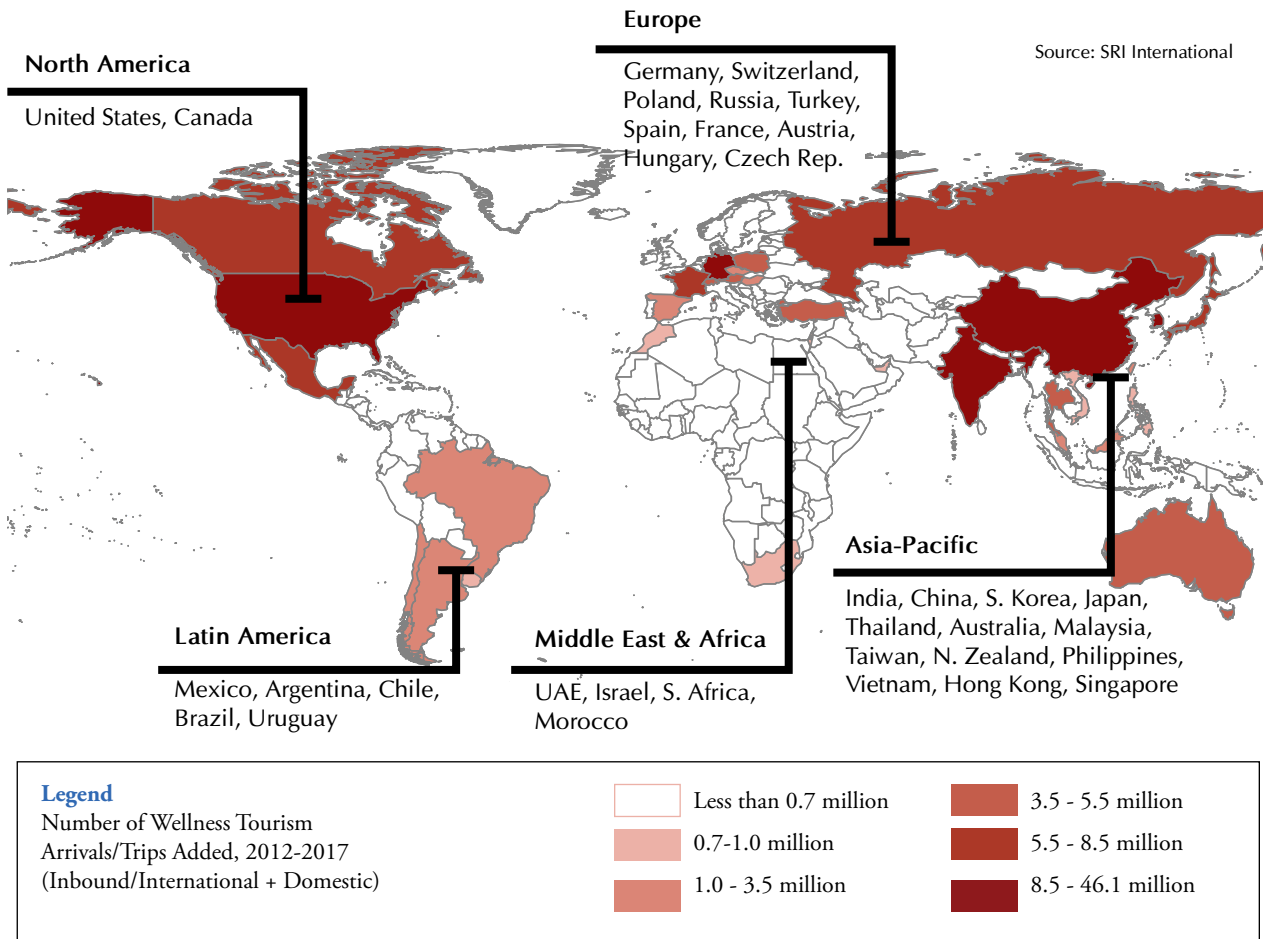 Europe
Source: SRI International
Germany, Switzerland,
Poland, Russia, Turkey,
Spain, France, Austria,
Hungary, Czech Rep.
North America
United States, Canada
Asia-Pacific
India, China, S. Korea, Japan,
Thailand, Australia, Malaysia,
Taiwan, N. Zealand, Philippines,
Vietnam, Hong Kong, Singapore
Latin America
Mexico, Argentina, Chile,
Brazil, Uruguay
Middle East & Africa
UAE, Israel, S. Africa,
Morocco
Legend
Number of Wellness Tourism
Arrivals/Trips Added, 2012-2017
(Inbound/International + Domestic)
Less than 0.7 million
0.7-1.0 million
1.0 - 3.5 million
3.5 - 5.5 million
5.5 - 8.5 million
8.5 - 46.1 million